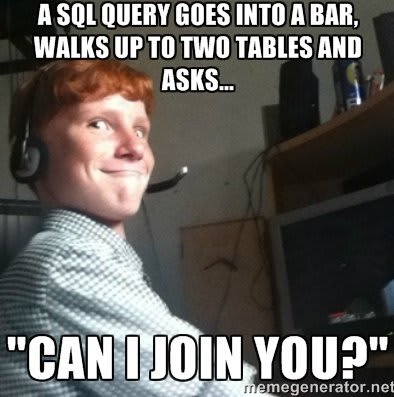 A SQL QUERY GOES INTO A BAR,
WALKS UP TO TWO TABLES AND
ASKS...
"CAN I JOIN YOU?"
memegenerator.net